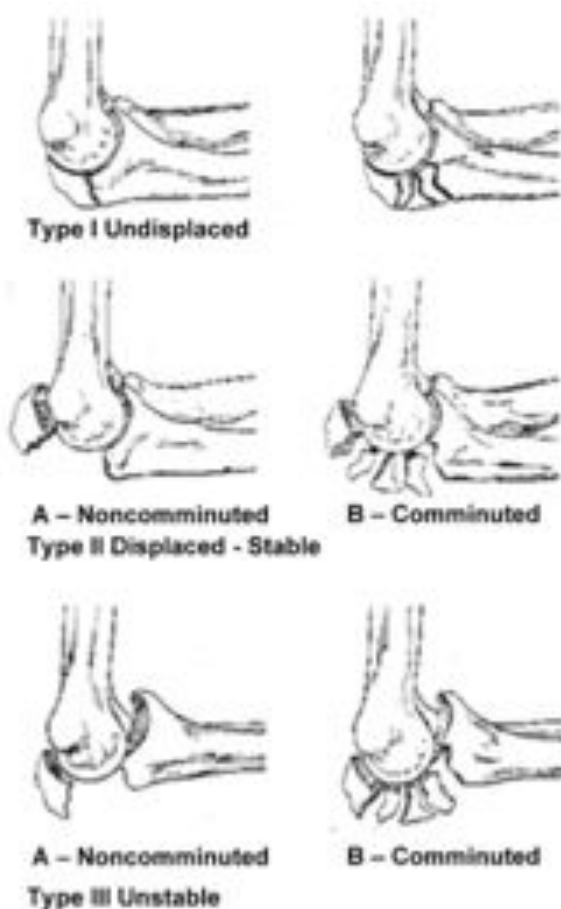 Type I Undisplaced
A – Noncomminuted B – Comminuted
Type II Displaced - Stable
A – Noncomminuted B – Comminuted
Type III Unstable